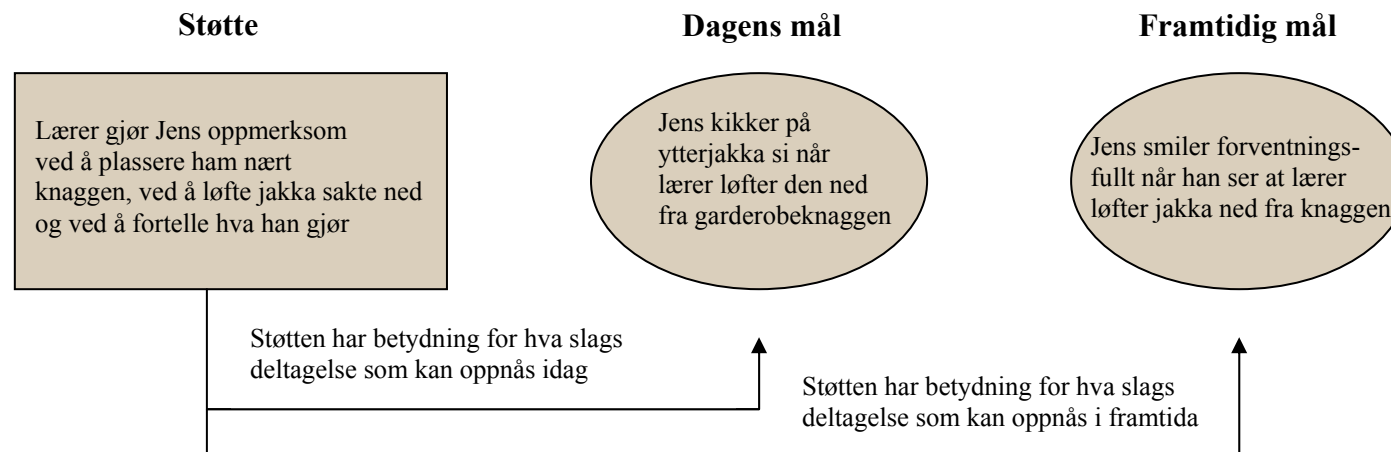 Støtte
Dagens mål
Framtidig mål
Lærer gjør Jens oppmerksom
ved å plassere ham nært
knaggen, ved å løfte jakka sakte ned
og ved å fortelle hva han gjør
Jens kikker på
ytterjakka si når
lærer løfter den ned
fra garderobeknaggen
Jens smiler forventnings-
fullt når han ser at lærer
løfter jakka ned fra knaggen
Støtten har betydning for hva slags
deltagelse som kan oppnås idag
Støtten har betydning for hva slags
deltagelse som kan oppnås i framtida